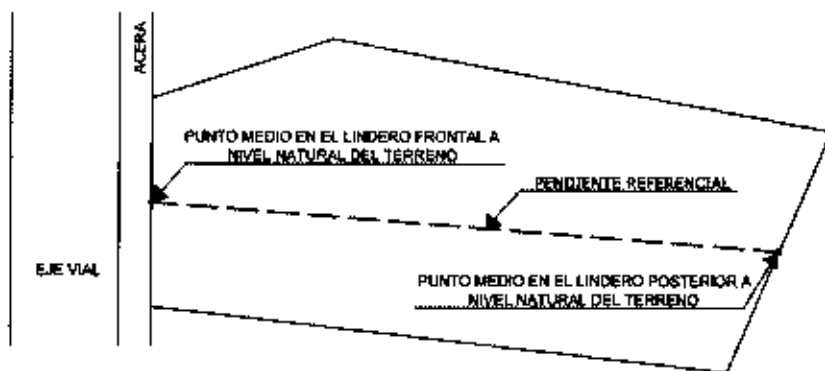 ACERA
PUNTO MEDIO EN EL LINDERO FRONTAL A
NIVEL NATURAL DEL TERRENO
PENDIENTE REFERENCIAL
EJE VIAL
PUNTO MEDIO EN EL LINDERO POSTERIOR A
NIVEL NATURAL DEL TERRENO